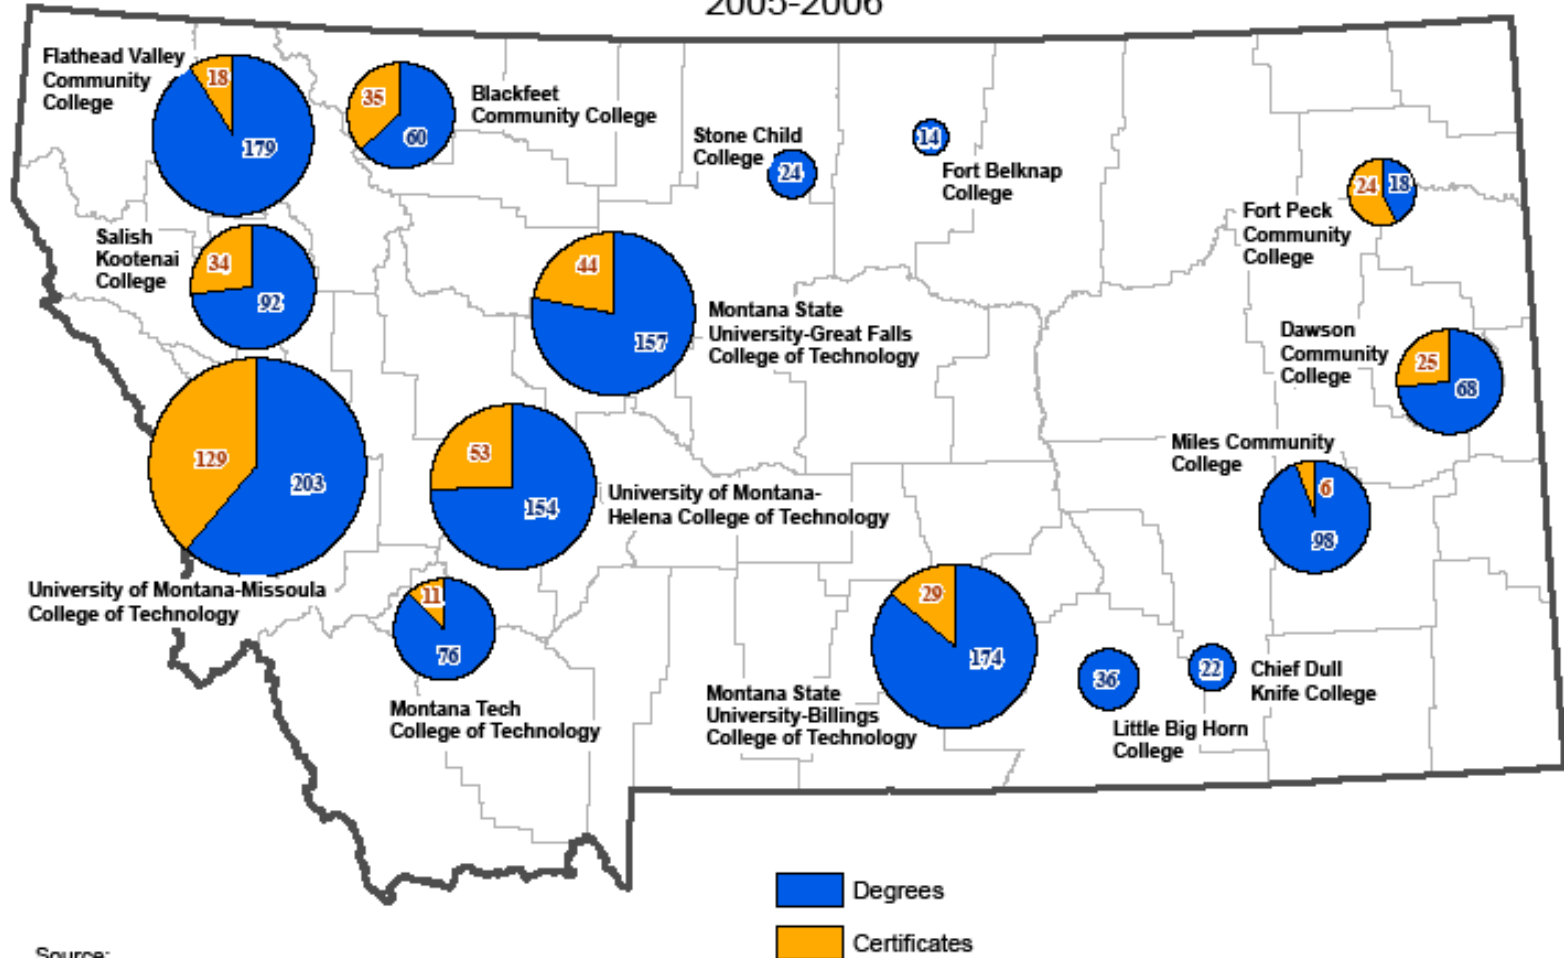 2005-2006
Flathead Valley
Community
College
18
179
35
60
Blackfeet
Community College
Stone Child
College
24
14
Fort Belknap
College
24
18
Fort Peck
Community
College
Salish
Kootenai
College
34
92
44
157
Montana State
University-Great Falls
College of Technology
Dawson
Community
College
25
68
129
203
University of Montana-Missoula
College of Technology
53
154
University of Montana-
Helena College of Technology
Miles Community
College
6
98
11
76
Montana Tech
College of Technology
29
174
Montana State
University-Billings
College of Technology
36
Little Big Horn
College
22
Chief Dull
Knife College
Degrees
Certificates
Source: